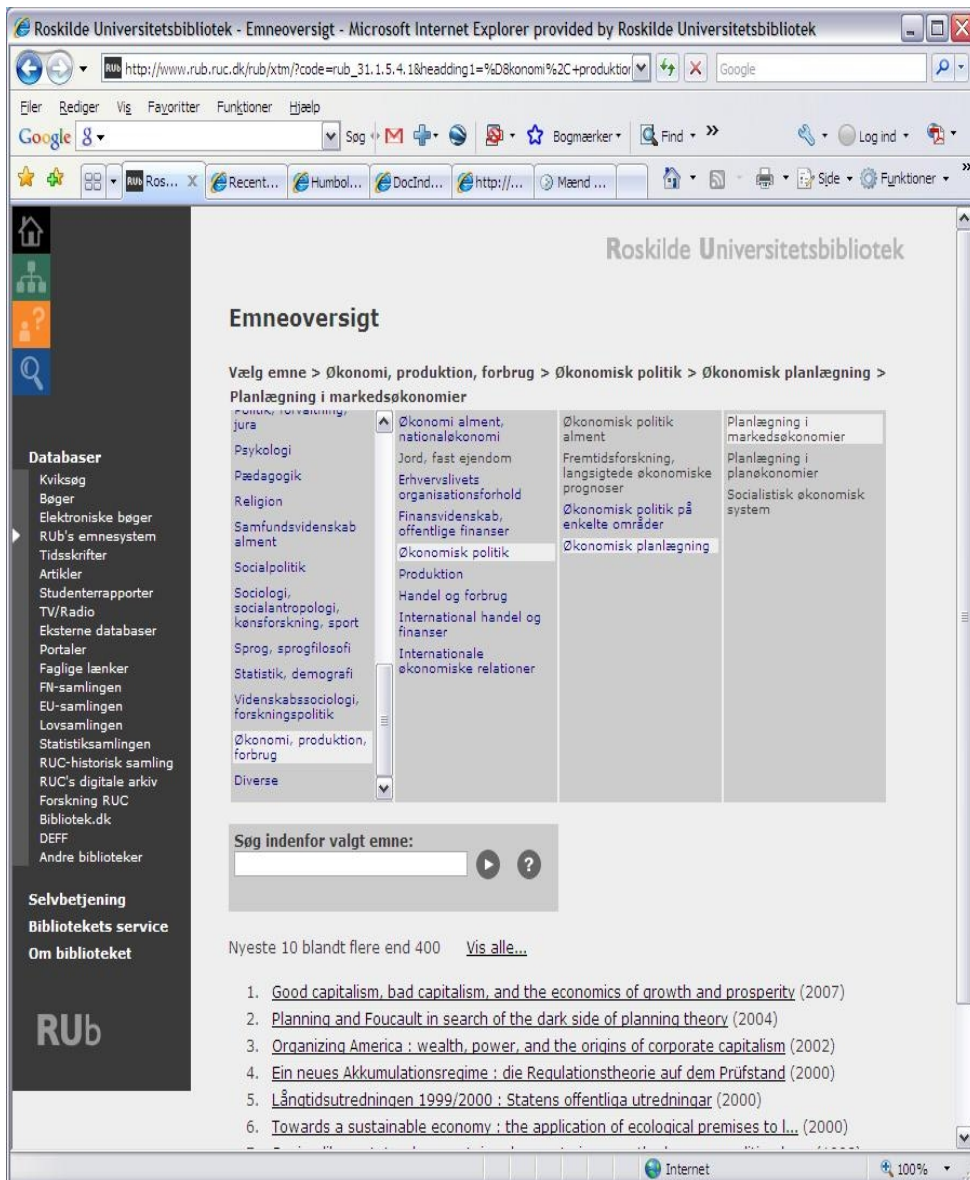 Roskilde Universitetsbibliotek - Emneoversigt - Microsoft Internet Explorer provided by Roskilde Universitetsbibliotek
http://www.rub.ruc.dk/rub/xtm/?code=rub_31.1.5.4.1&headding1=%D8konomi%2C+produktion
Google
Filer Rediger Vis Favoritter Funktioner Hjælp
Google Søg Bogmærker Find Log ind
RUb Ros... Recent... Humbol... DocInd... http://... Mænd ... Side Funktioner
Roskilde Universitetsbibliotek
Emneoversigt
Vælg emne > Økonomi, produktion, forbrug > Økonomisk politik > Økonomisk planlægning >
Planlægning i markedsøkonomier
Politik, forvaltning,
jura
Psykologi
Pædagogik
Religion
Samfundsvidenskab
alment
Socialpolitik
Sociologi,
socialantropologi,
kønsforskning, sport
Sprog, sprogfilosofi
Statistik, demografi
Videnskabssociologi,
forskningspolitik
Økonomi, produktion,
forbrug
Diverse
Økonomi alment,
nationaløkonomi
Jord, fast ejendom
Erhvervslivets
organisationsforhold
Finansvidenskab,
offentlige finanser
Økonomisk politik
Produktion
Handel og forbrug
International handel og
finanser
Internationale
økonomiske relationer
Økonomisk politik
alment
Fremtidsforskning,
langsigtede økonomiske
prognoser
Økonomisk politik på
enkelte områder
Økonomisk planlægning
Planlægning i
markedsøkonomier
Planlægning i
planøkonomier
Socialistisk økonomisk
system
Databaser
Kviksøg
Bøger
Elektroniske bøger
RUb's emnesystem
Tidsskrifter
Artikler
Studenterrapporter
TV/Radio
Eksterne databaser
Portaler
Faglige lænker
FN-samlingen
EU-samlingen
Lovsamlingen
Statistiksamlingen
RUC-historisk samling
RUC's digitale arkiv
Forskning RUC
Bibliotek.dk
DEFF
Andre biblioteker
Selvbetjening
Bibliotekets service
Om biblioteket
RUb
Søg indenfor valgt emne:
Nyeste 10 blandt flere end 400 Vis alle...
1. Good capitalism, bad capitalism, and the economics of growth and prosperity (2007)
2. Planning and Foucault in search of the dark side of planning theory (2004)
3. Organizing America : wealth, power, and the origins of corporate capitalism (2002)
4. Ein neues Akkumulationsregime : die Regulationstheorie auf dem Prüfstand (2000)
5. Långtidsutredningen 1999/2000 : Statens offentliga utredningar (2000)
6. Towards a sustainable economy : the application of ecological premises to l... (2000)
Internet 100%